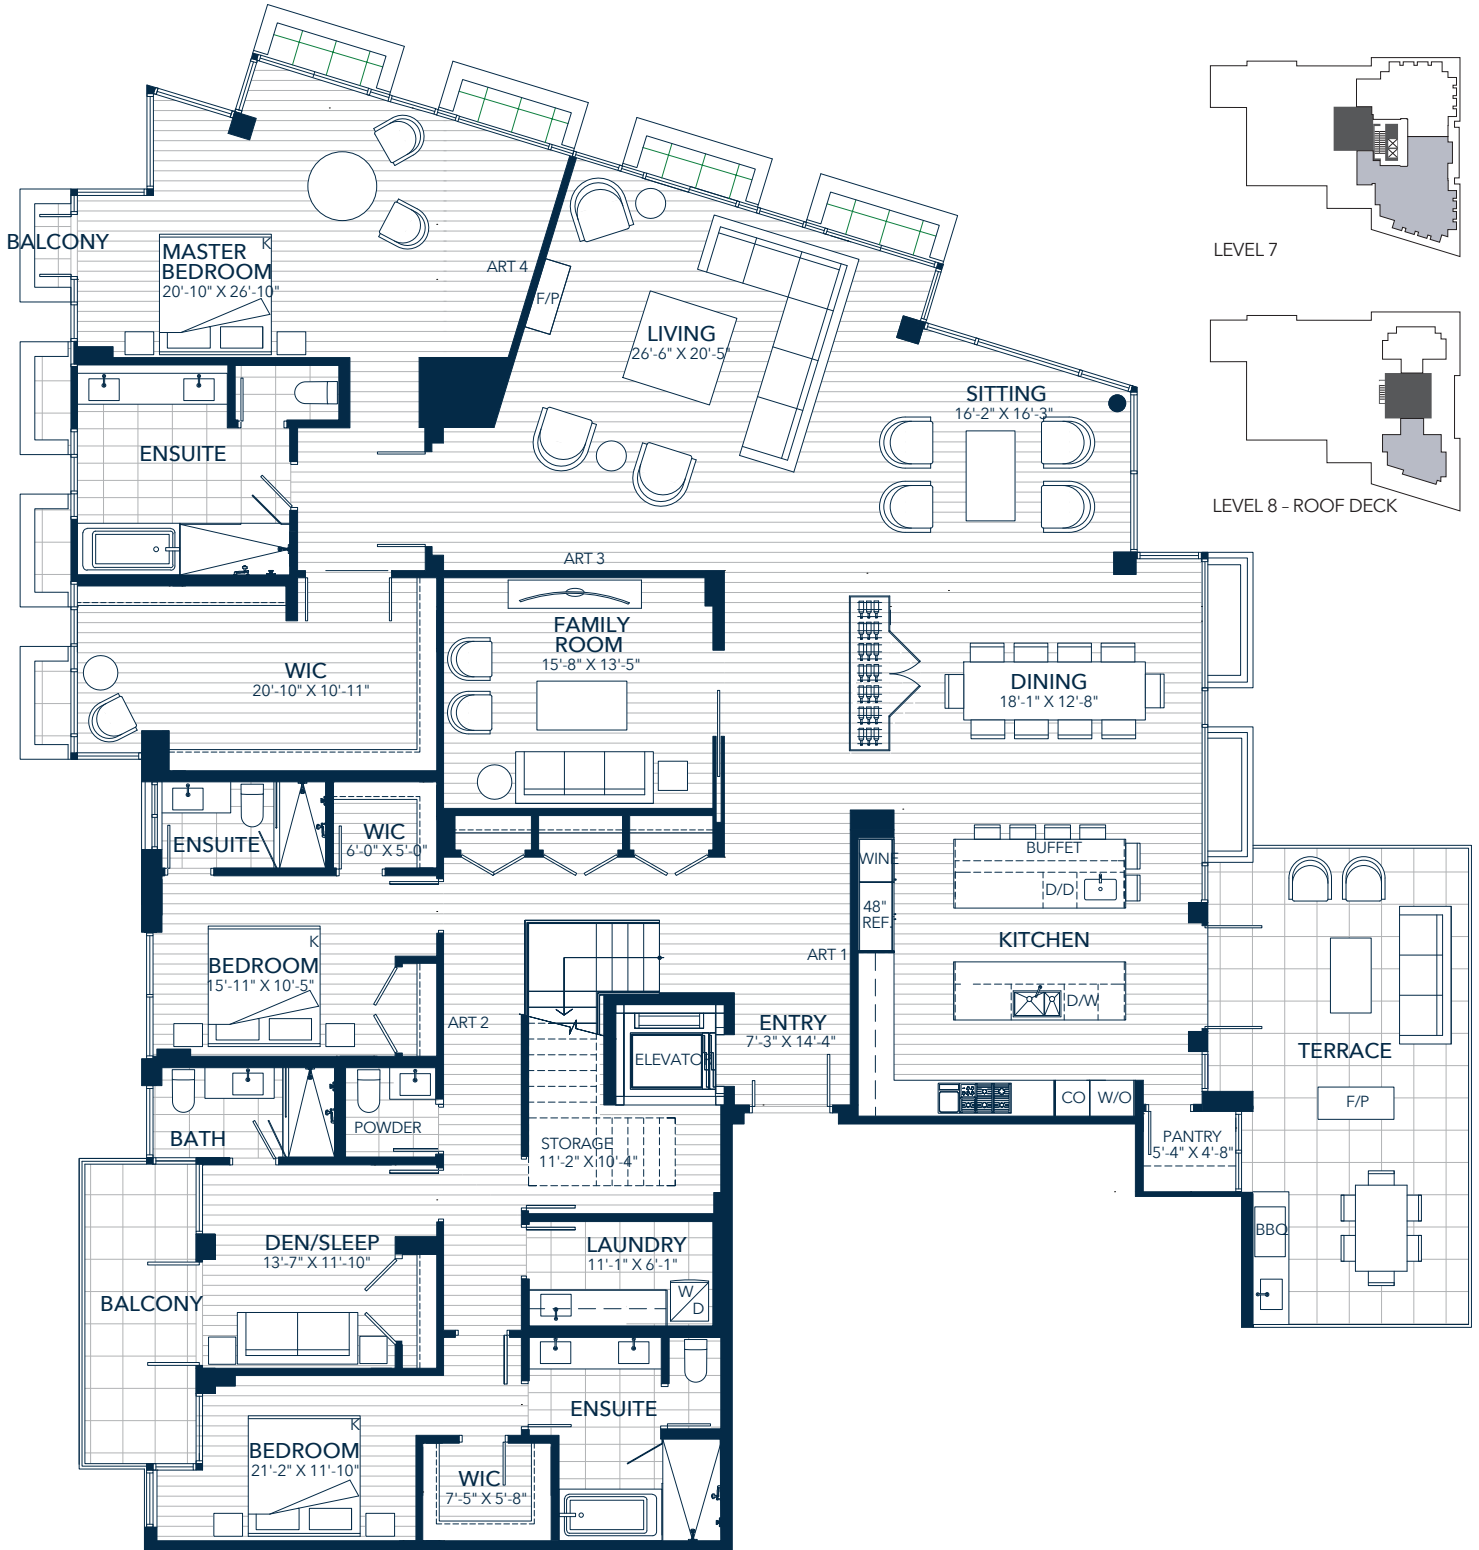 LEVEL 7
LEVEL 8 – ROOF DECK
BALCONY
MASTER
BEDROOM
20'-10" X 26'-10"
K
ART 4
F/P
LIVING
26'-6" X 20'-5"
SITTING
16'-2" X 16'-3"
ENSUITE
ART 3
FAMILY
ROOM
15'-8" X 13'-5"
WIC
20'-10" X 10'-11"
DINING
18'-1" X 12'-8"
ENSUITE
WIC
6'-0" X 5'-0"
WINE
BUFFET
D/D
48"
REF.
KITCHEN
K
BEDROOM
15'-11" X 10'-5"
ART 1
D/W
ART 2
ENTRY
7'-3" X 14'-4"
ELEVATOR
TERRACE
CO
W/O
F/P
BATH
POWDER
STORAGE
11'-2" X 10'-4"
PANTRY
5'-4" X 4'-8"
DEN/SLEEP
13'-7" X 11'-10"
LAUNDRY
11'-1" X 6'-1"
BBQ
BALCONY
W
D
ENSUITE
K
BEDROOM
21'-2" X 11'-10"
WIC
7'-5" X 5'-8"